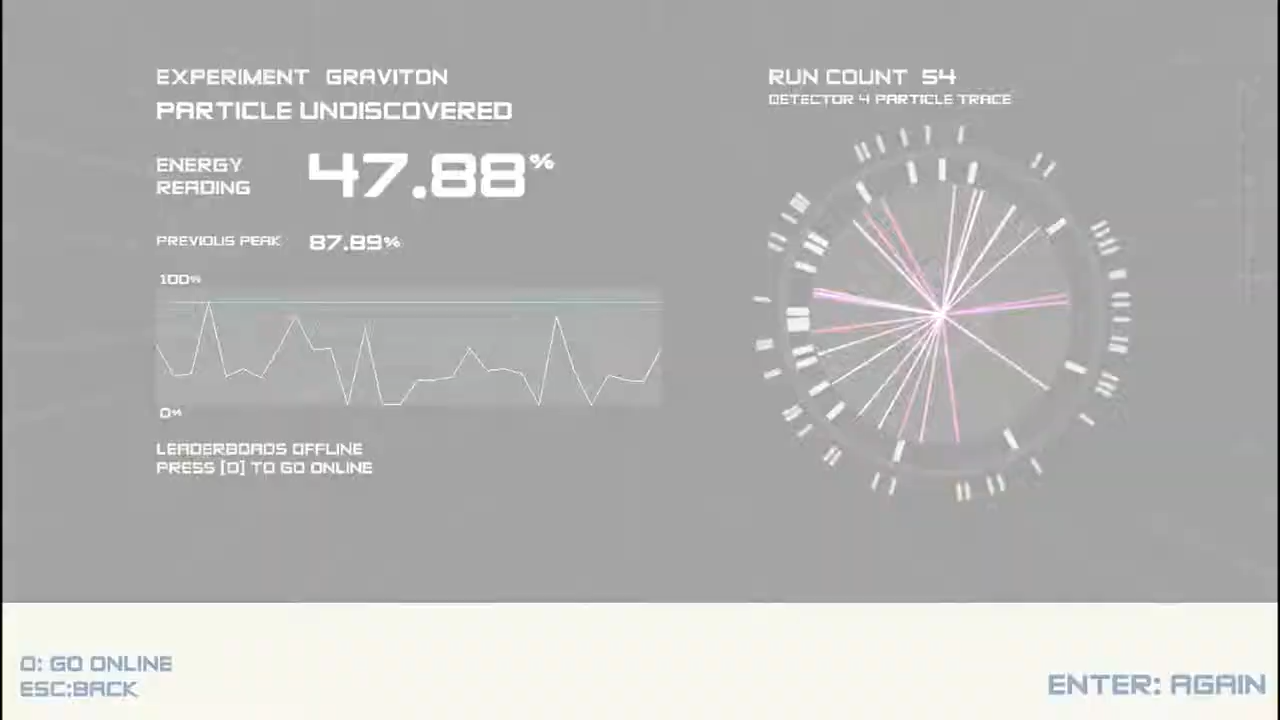 EXPERIMENT GRAVITON
PARTICLE UNDISCOVERED
ENERGY
READING
47.88%
PREVIOUS PEAK 87.89%
100%
0%
LEADERBOARDS OFFLINE
PRESS [O] TO GO ONLINE
RUN COUNT 54
DETECTOR 4 PARTICLE TRACE
O: GO ONLINE
ESC:BACK
ENTER: AGAIN